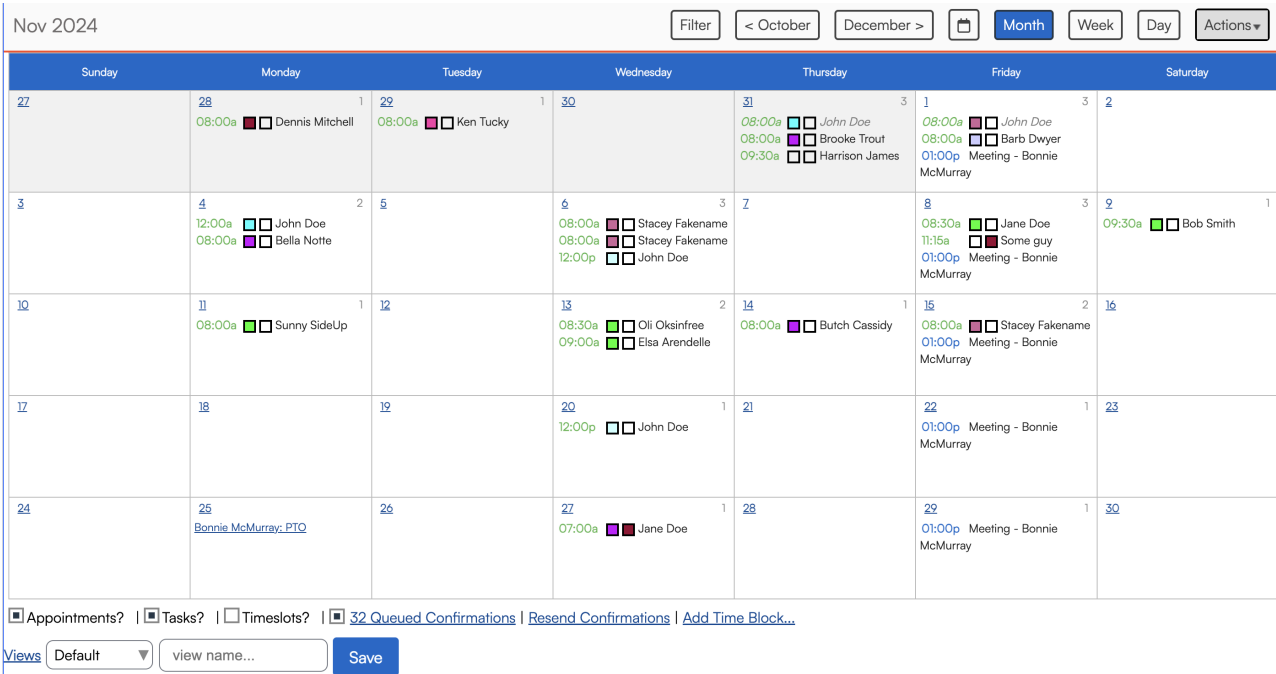 Nov 2024
Filter
< October
December >
Month
Week
Day
Actions▾
Sunday
Monday
Tuesday
Wednesday
Thursday
Friday
Saturday
27
28 1
08:00a Dennis Mitchell
29 1
08:00a Ken Tucky
30
31 3
08:00a John Doe
08:00a Brooke Trout
09:30a Harrison James
1 3
08:00a John Doe
08:00a Barb Dwyer
01:00p Meeting - Bonnie
McMurray
2
3
4 2
12:00a John Doe
08:00a Bella Notte
5
6 3
08:00a Stacey Fakename
08:00a Stacey Fakename
12:00p John Doe
7
8 3
08:30a Jane Doe
11:15a Some guy
01:00p Meeting - Bonnie
McMurray
9 1
09:30a Bob Smith
10
11 1
08:00a Sunny SideUp
12
13 2
08:30a Oli Oksinfree
09:00a Elsa Arendelle
14 1
08:00a Butch Cassidy
15 2
08:00a Stacey Fakename
01:00p Meeting - Bonnie
McMurray
16
17
18
19
20 1
12:00p John Doe
21
22 1
01:00p Meeting - Bonnie
McMurray
23
24
25
Bonnie McMurray: PTO
26
27 1
07:00a Jane Doe
28
29 1
01:00p Meeting - Bonnie
McMurray
30
Appointments? | Tasks? | Timeslots? | 32 Queued Confirmations | Resend Confirmations | Add Time Block...
Views Default view name... Save